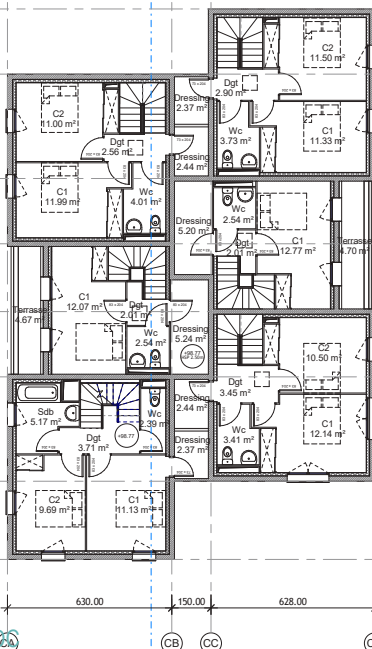 C2
11.50 m²
Dgt
2.90 m²
Dressing
2.37 m²
C2
11.00 m²
Dgt
2.56 m²
Dressing
2.44 m²
Wc
3.73 m²
C1
11.33 m²
C1
11.99 m²
Wc
4.01 m²
Dressing
5.20 m²
Wc
2.54 m²
Dgt
2.01 m²
C1
12.77 m²
Terrasse
4.70 m²
Terrasse
4.67 m²
C1
12.07 m²
Dgt
2.01 m²
Wc
2.54 m²
Dressing
5.24 m²
+98.77
C2
10.50 m²
Dgt
3.45 m²
Sdb
5.17 m²
Wc
2.39 m²
Dgt
3.71 m²
+98.77
Dressing
2.44 m²
Dressing
2.37 m²
Wc
3.41 m²
C1
12.14 m²
C2
9.69 m²
C1
11.13 m²
630.00
150.00
628.00
CA
CB
CC